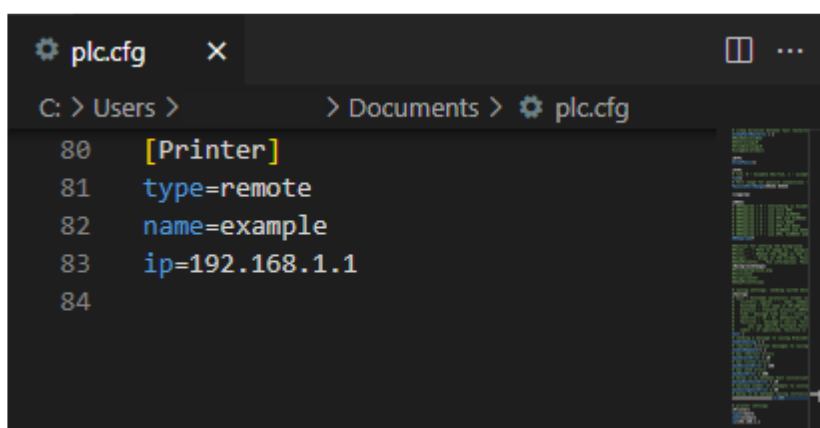 plc.cfg
C: > Users > > Documents > plc.cfg
80 [Printer]
81 type=remote
82 name=example
83 ip=192.168.1.1
84